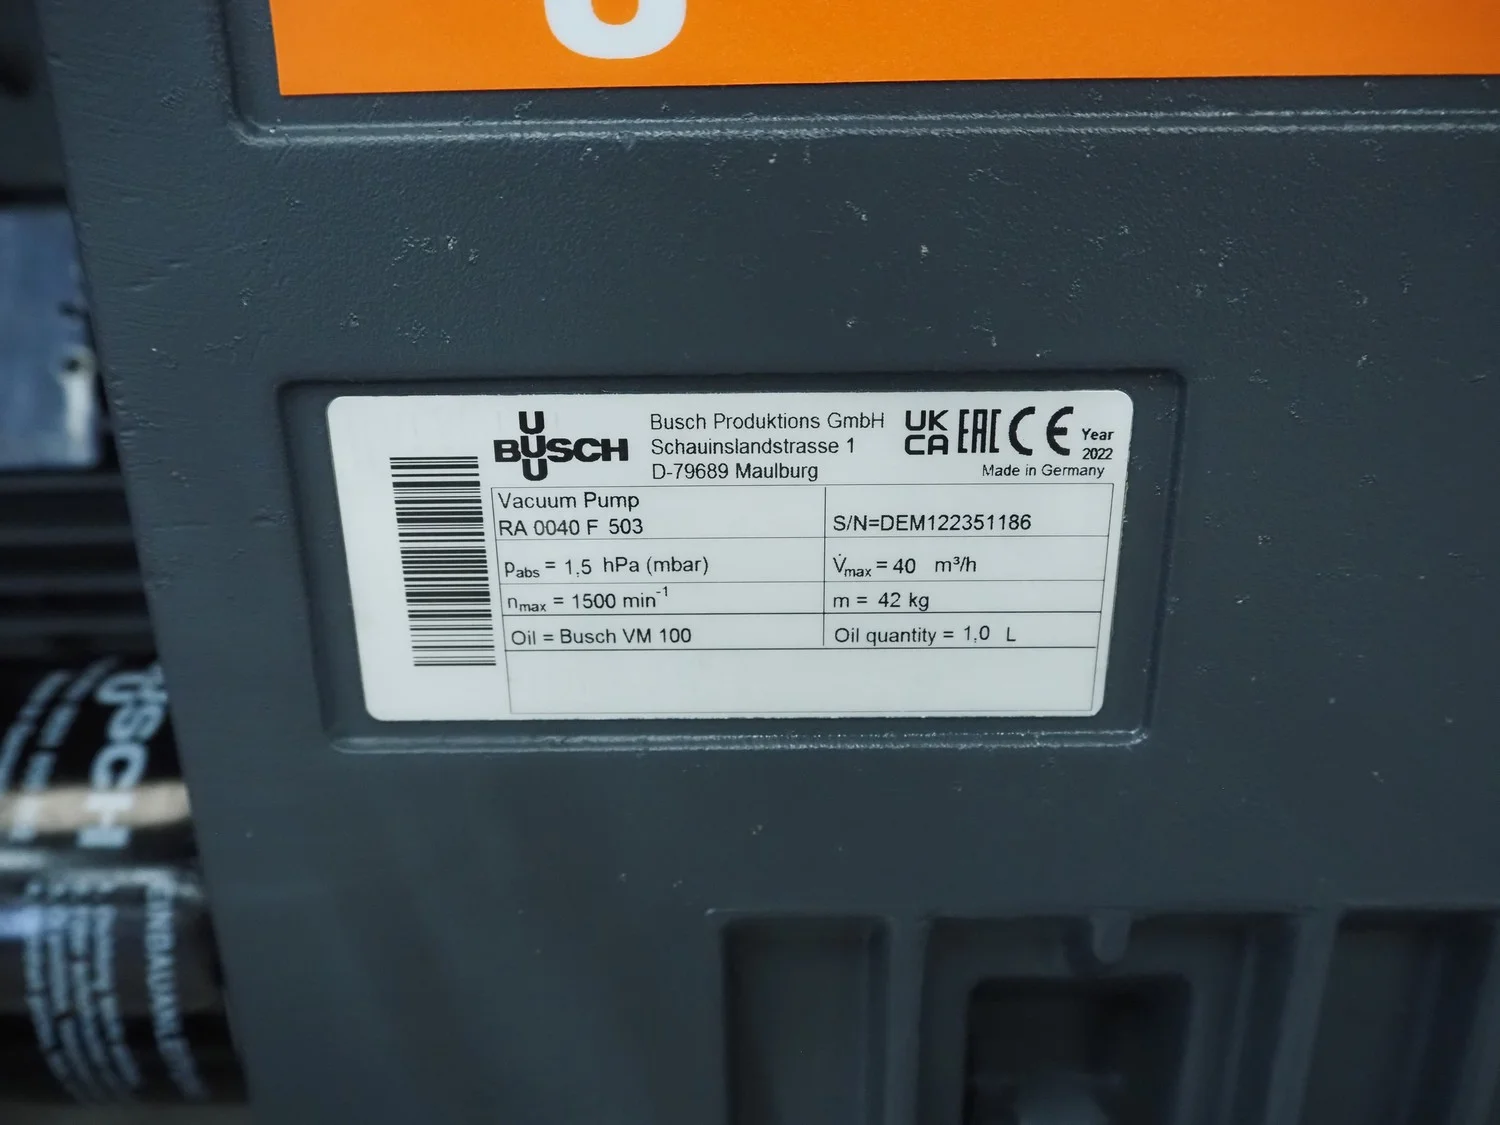 U
BUSCH
U
Busch Produktions GmbH
Schauinslandstrasse 1
D-79689 Maulburg
UK
CA
EAC CE
Year
2022
Made in Germany
Vacuum Pump
RA 0040 F 503
S/N=DEM122351186
pabs = 1,5 hPa (mbar)
V̇max = 40 m³/h
nmax = 1500 min⁻¹
m = 42 kg
Oil = Busch VM 100
Oil quantity = 1,0 L
BUSCH